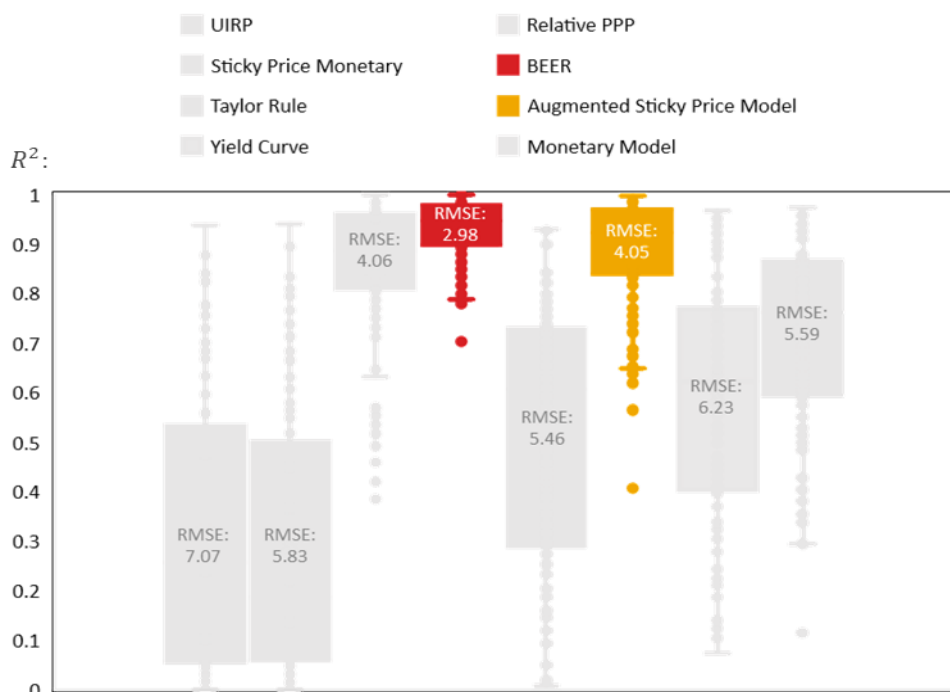 UIRP
Relative PPP
Sticky Price Monetary
BEER
Taylor Rule
Augmented Sticky Price Model
Yield Curve
Monetary Model
R²:
1
0.9
0.8
0.7
0.6
0.5
0.4
0.3
0.2
0.1
0
RMSE:
7.07
RMSE:
5.83
RMSE:
4.06
RMSE:
2.98
RMSE:
5.46
RMSE:
4.05
RMSE:
6.23
RMSE:
5.59